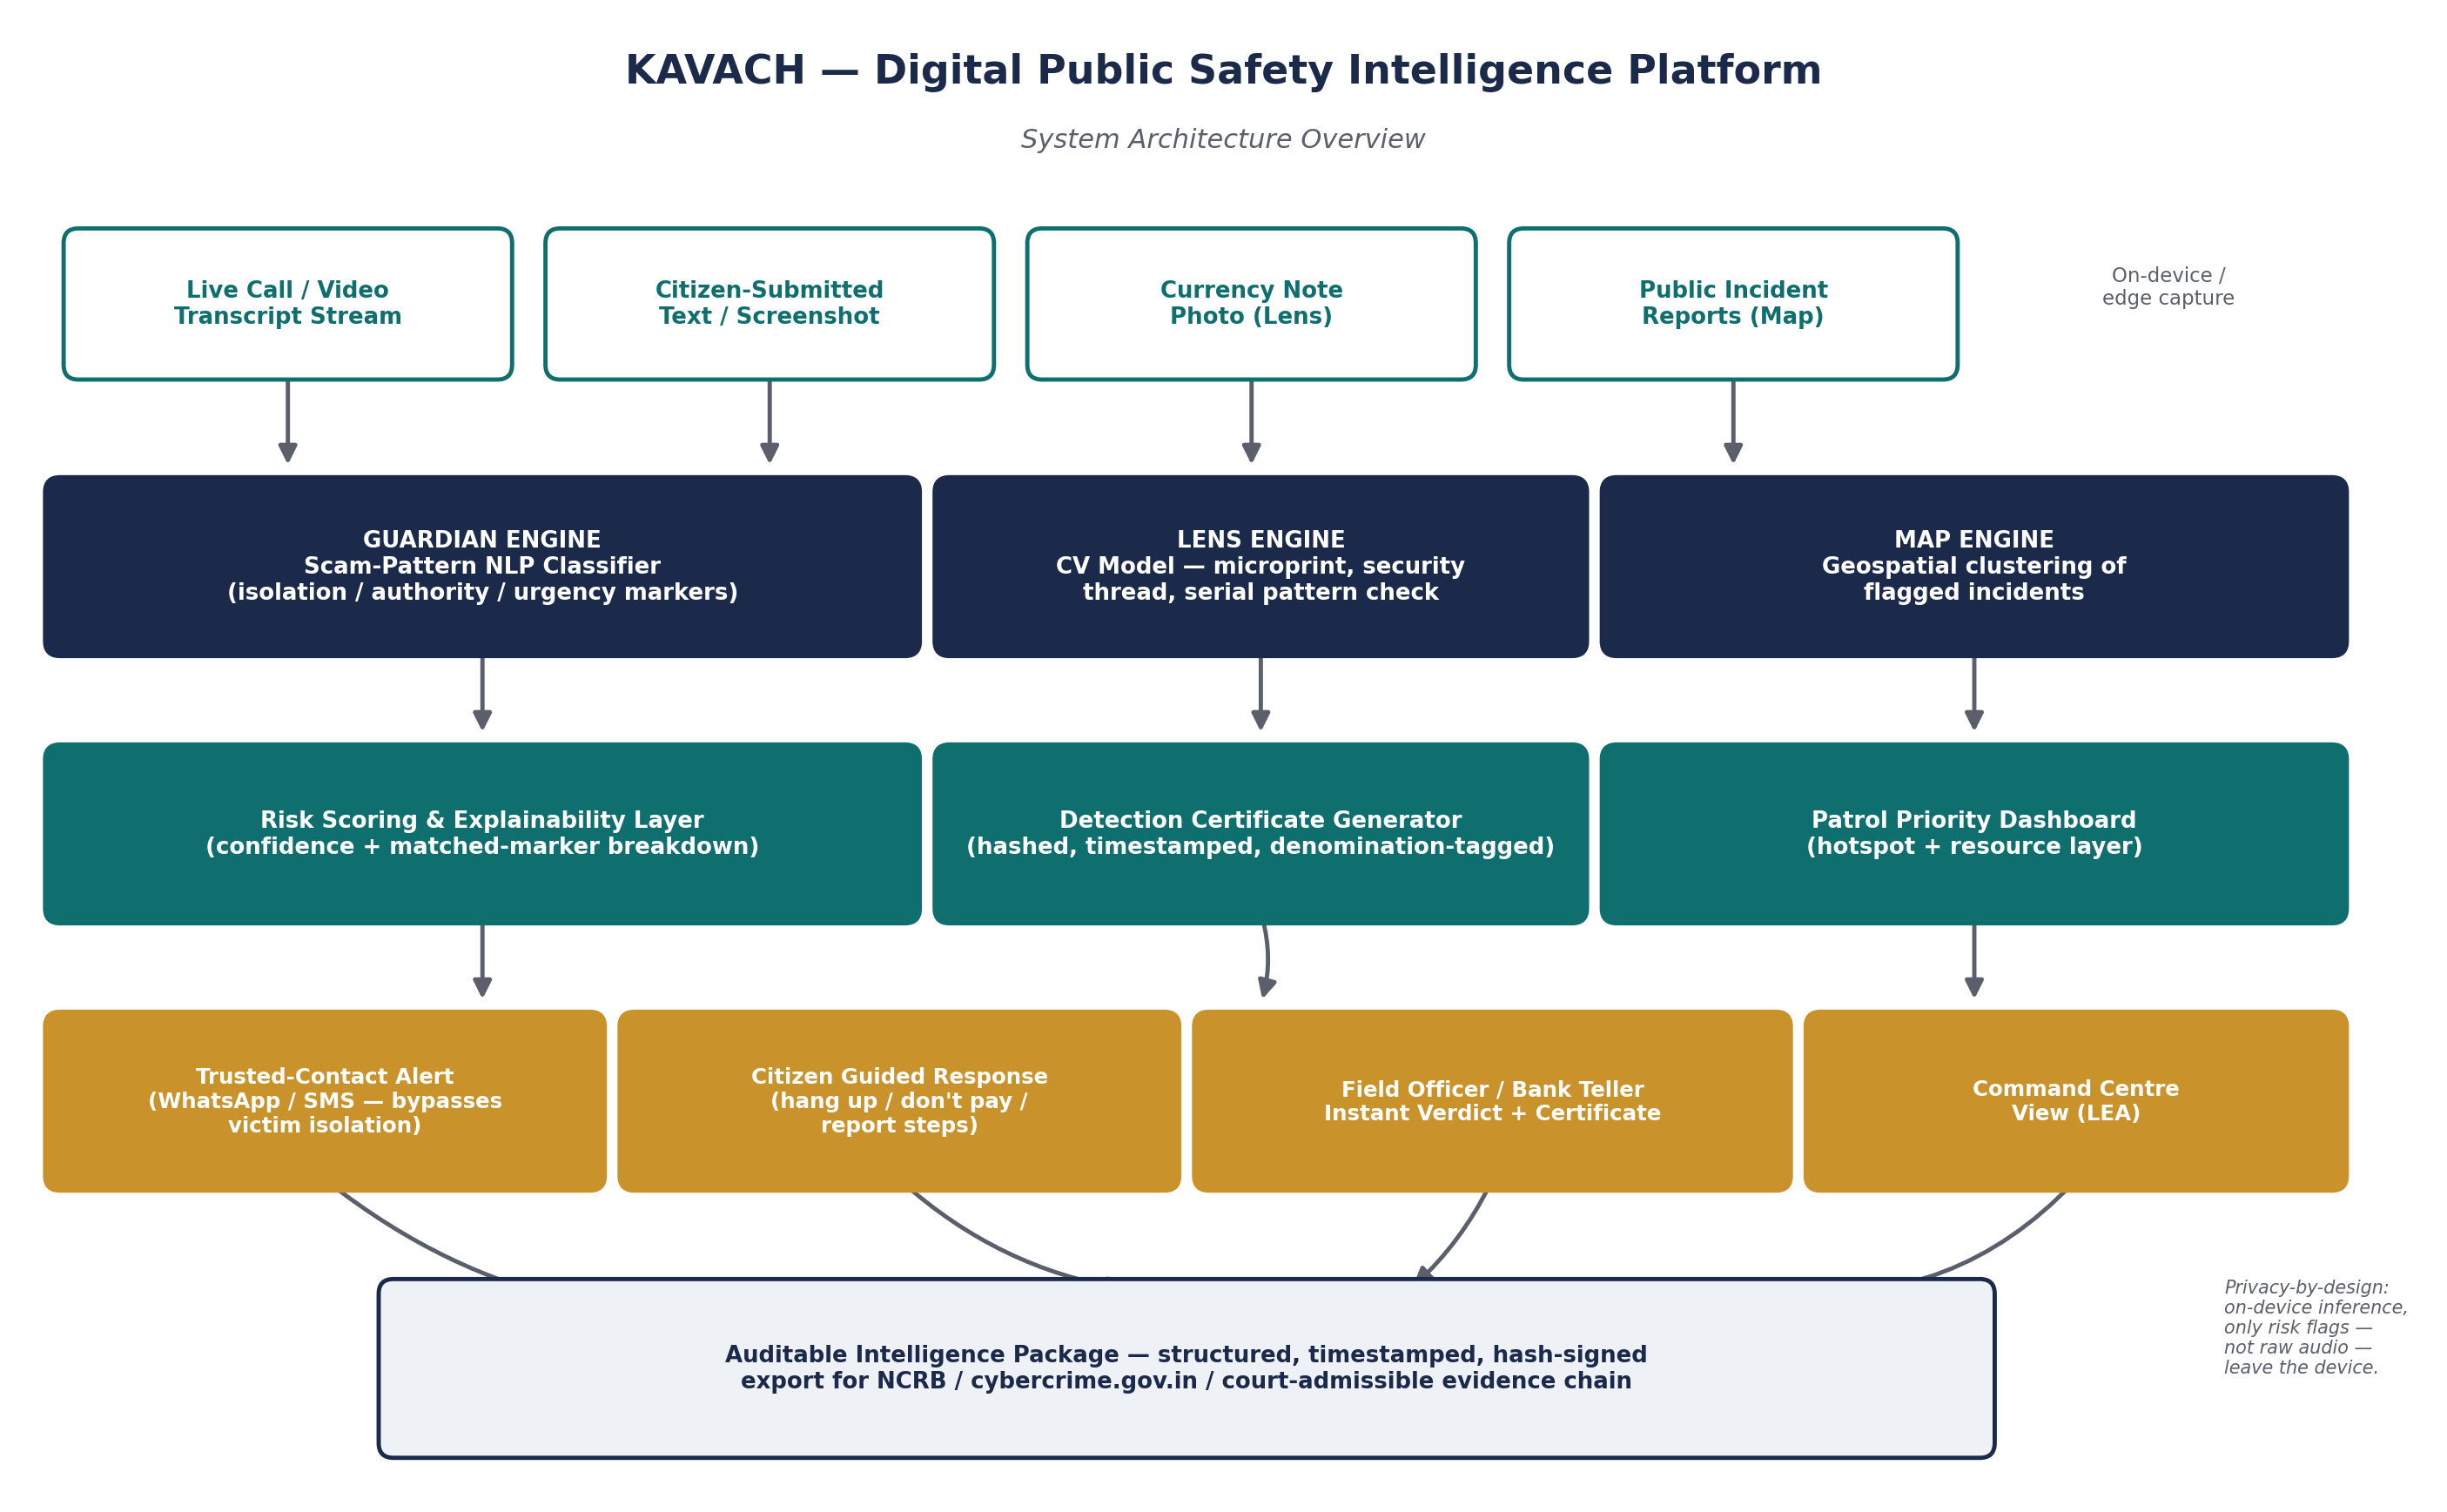 KAVACH — Digital Public Safety Intelligence Platform
System Architecture Overview
Live Call / Video
Transcript Stream
Citizen-Submitted
Text / Screenshot
Currency Note
Photo (Lens)
Public Incident
Reports (Map)
On-device /
edge capture
GUARDIAN ENGINE
Scam-Pattern NLP Classifier
(isolation / authority / urgency markers)
LENS ENGINE
CV Model — microprint, security
thread, serial pattern check
MAP ENGINE
Geospatial clustering of
flagged incidents
Risk Scoring & Explainability Layer
(confidence + matched-marker breakdown)
Detection Certificate Generator
(hashed, timestamped, denomination-tagged)
Patrol Priority Dashboard
(hotspot + resource layer)
Trusted-Contact Alert
(WhatsApp / SMS — bypasses
victim isolation)
Citizen Guided Response
(hang up / don't pay /
report steps)
Field Officer / Bank Teller
Instant Verdict + Certificate
Command Centre
View (LEA)
Auditable Intelligence Package — structured, timestamped, hash-signed
export for NCRB / cybercrime.gov.in / court-admissible evidence chain
Privacy-by-design:
on-device inference,
only risk flags —
not raw audio —
leave the device.